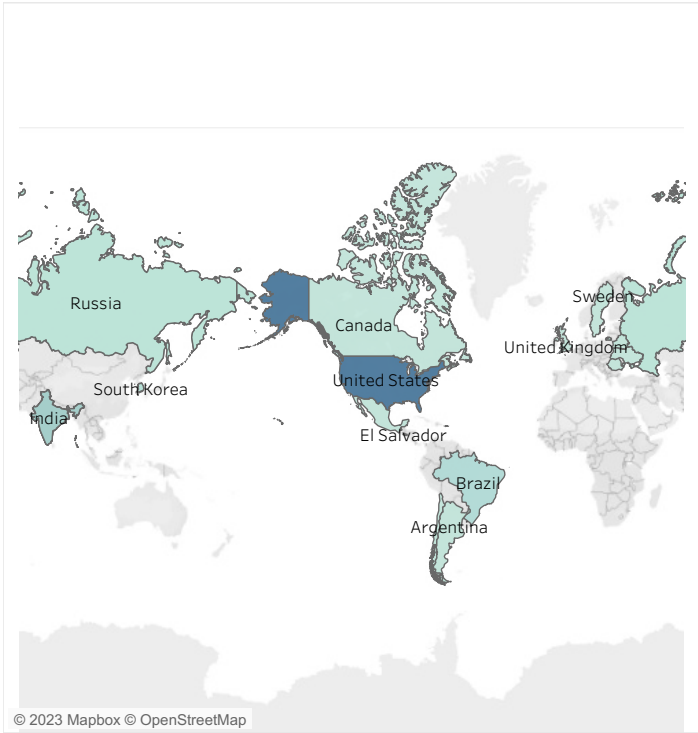 Sweden
Russia
Canada
United Kingdom
United States
South Korea
India
El Salvador
Brazil
Argentina
© 2023 Mapbox © OpenStreetMap